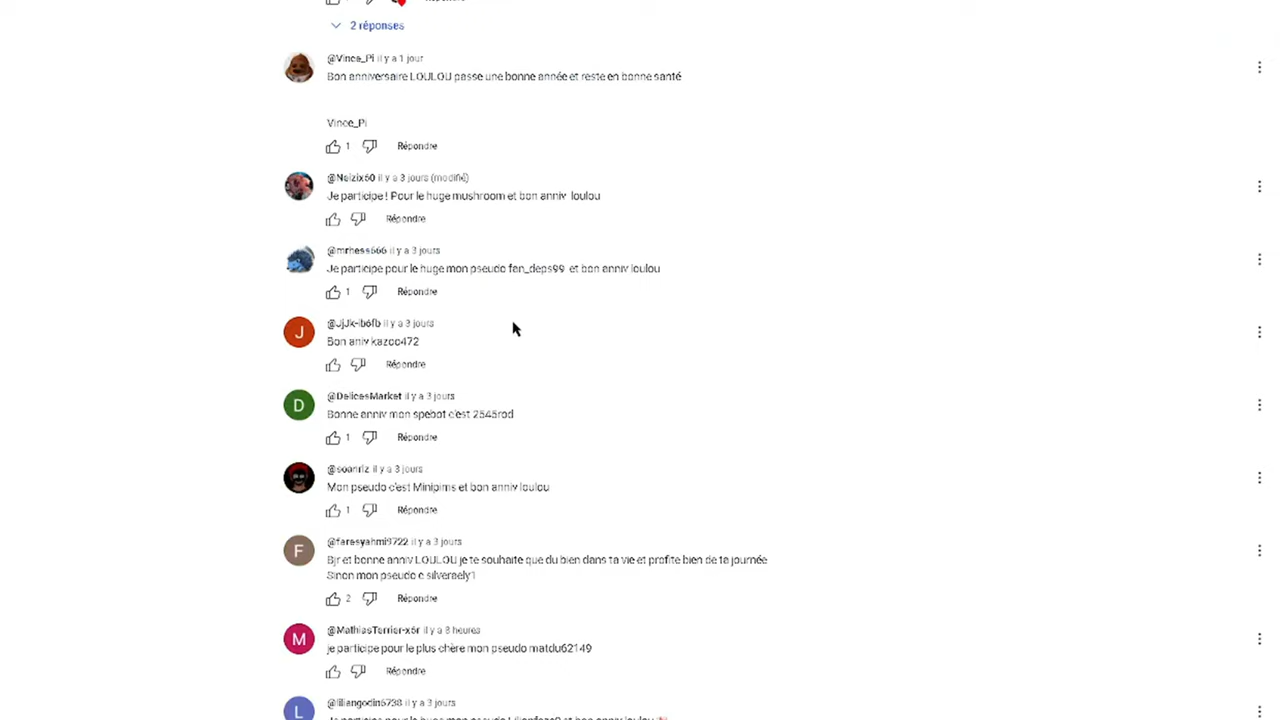 2 réponses
@Vince_Pi il y a 1 jour
Bon anniversaire LOULOU passe une bonne année et reste en bonne santé
Vince_Pi
1 Répondre
@Neizix60 il y a 3 jours (modifié)
Je participe ! Pour le huge mushroom et bon anniv loulou
Répondre
@mrhess666 il y a 3 jours
Je participe pour le huge mon pseudo fan_deps99 et bon anniv loulou
1 Répondre
@JjJk-ib6fb il y a 3 jours
Bon aniv kazoo472
Répondre
@DelicesMarket il y a 3 jours
Bonne anniv mon spebot c'est 2545rod
1 Répondre
@soanriz il y a 3 jours
Mon pseudo c'est Minipims et bon anniv loulou
1 Répondre
@faresyahmi9722 il y a 3 jours
Bjr et bonne anniv LOULOU je te souhaite que du bien dans ta vie et profite bien de ta journée
Sinon mon pseudo c silveraely1
2 Répondre
@MathiasTerrier-x6r il y a 8 heures
je participe pour le plus chère mon pseudo matdu62149
Répondre
@liliangodin5738 il y a 3 jours